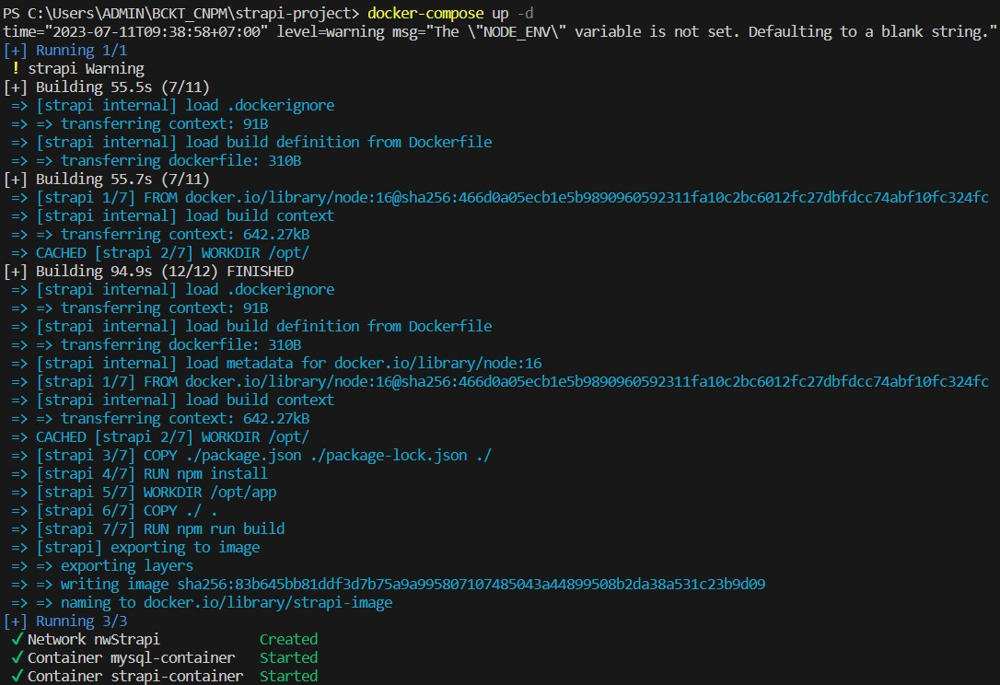 PS C:\Users\ADMIN\BCKT_CNPM\strapi-project> docker-compose up -d
time="2023-07-11T09:38:58+07:00" level=warning msg="The \"NODE_ENV\" variable is not set. Defaulting to a blank string."
[+] Running 1/1
! strapi Warning
[+] Building 55.5s (7/11)
=> [strapi internal] load .dockerignore
=> => transferring context: 91B
=> [strapi internal] load build definition from Dockerfile
=> => transferring dockerfile: 310B
[+] Building 55.7s (7/11)
=> [strapi 1/7] FROM docker.io/library/node:16@sha256:466d0a05ecb1e5b9890960592311fa10c2bc6012fc27dbfdcc74abf10fc324fc
=> [strapi internal] load build context
=> => transferring context: 642.27kB
=> CACHED [strapi 2/7] WORKDIR /opt/
[+] Building 94.9s (12/12) FINISHED
=> [strapi internal] load .dockerignore
=> => transferring context: 91B
=> [strapi internal] load build definition from Dockerfile
=> => transferring dockerfile: 310B
=> [strapi internal] load metadata for docker.io/library/node:16
=> [strapi 1/7] FROM docker.io/library/node:16@sha256:466d0a05ecb1e5b9890960592311fa10c2bc6012fc27dbfdcc74abf10fc324fc
=> [strapi internal] load build context
=> => transferring context: 642.27kB
=> CACHED [strapi 2/7] WORKDIR /opt/
=> [strapi 3/7] COPY ./package.json ./package-lock.json ./
=> [strapi 4/7] RUN npm install
=> [strapi 5/7] WORKDIR /opt/app
=> [strapi 6/7] COPY ./ .
=> [strapi 7/7] RUN npm run build
=> [strapi] exporting to image
=> => exporting layers
=> => writing image sha256:83b645bb81ddf3d7b75a9a995807107485043a44899508b2da38a531c23b9d09
=> => naming to docker.io/library/strapi-image
[+] Running 3/3
✓ Network nwStrapi Created
✓ Container mysql-container Started
✓ Container strapi-container Started